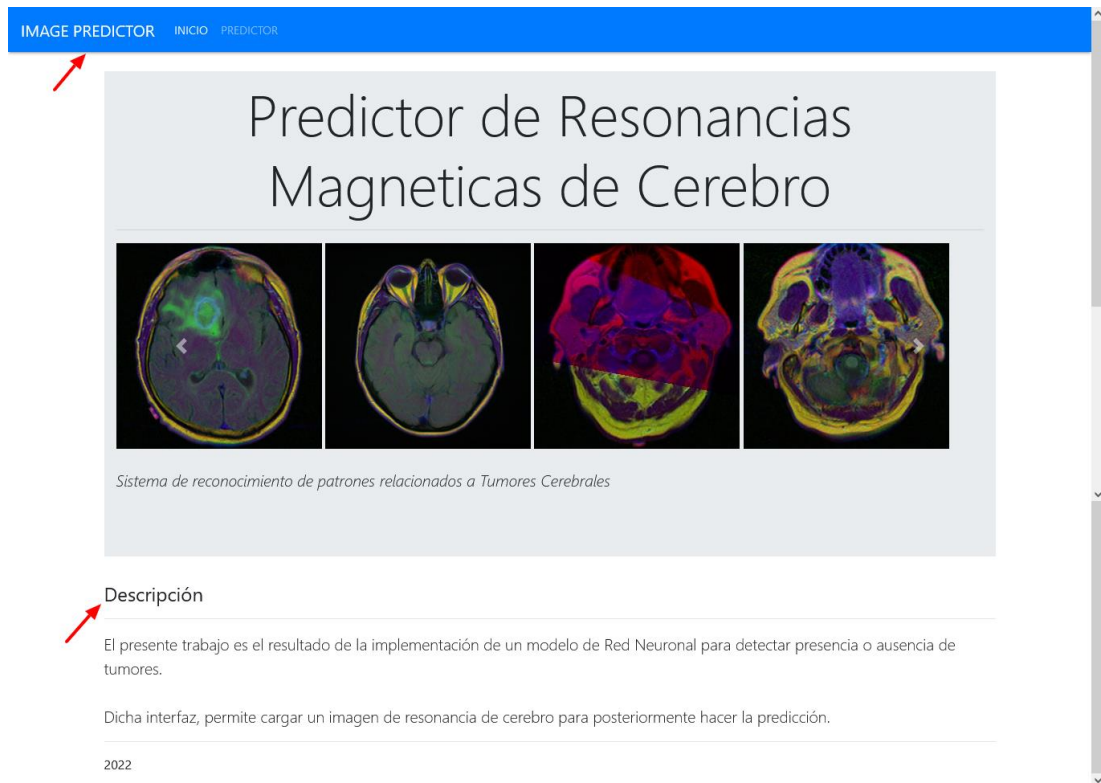 IMAGE PREDICTOR INICIO PREDICTOR
Predictor de Resonancias
Magneticas de Cerebro
Sistema de reconocimiento de patrones relacionados a Tumores Cerebrales
Descripción
El presente trabajo es el resultado de la implementación de un modelo de Red Neuronal para detectar presencia o ausencia de
tumores.
Dicha interfaz, permite cargar un imagen de resonancia de cerebro para posteriormente hacer la predicción.
2022